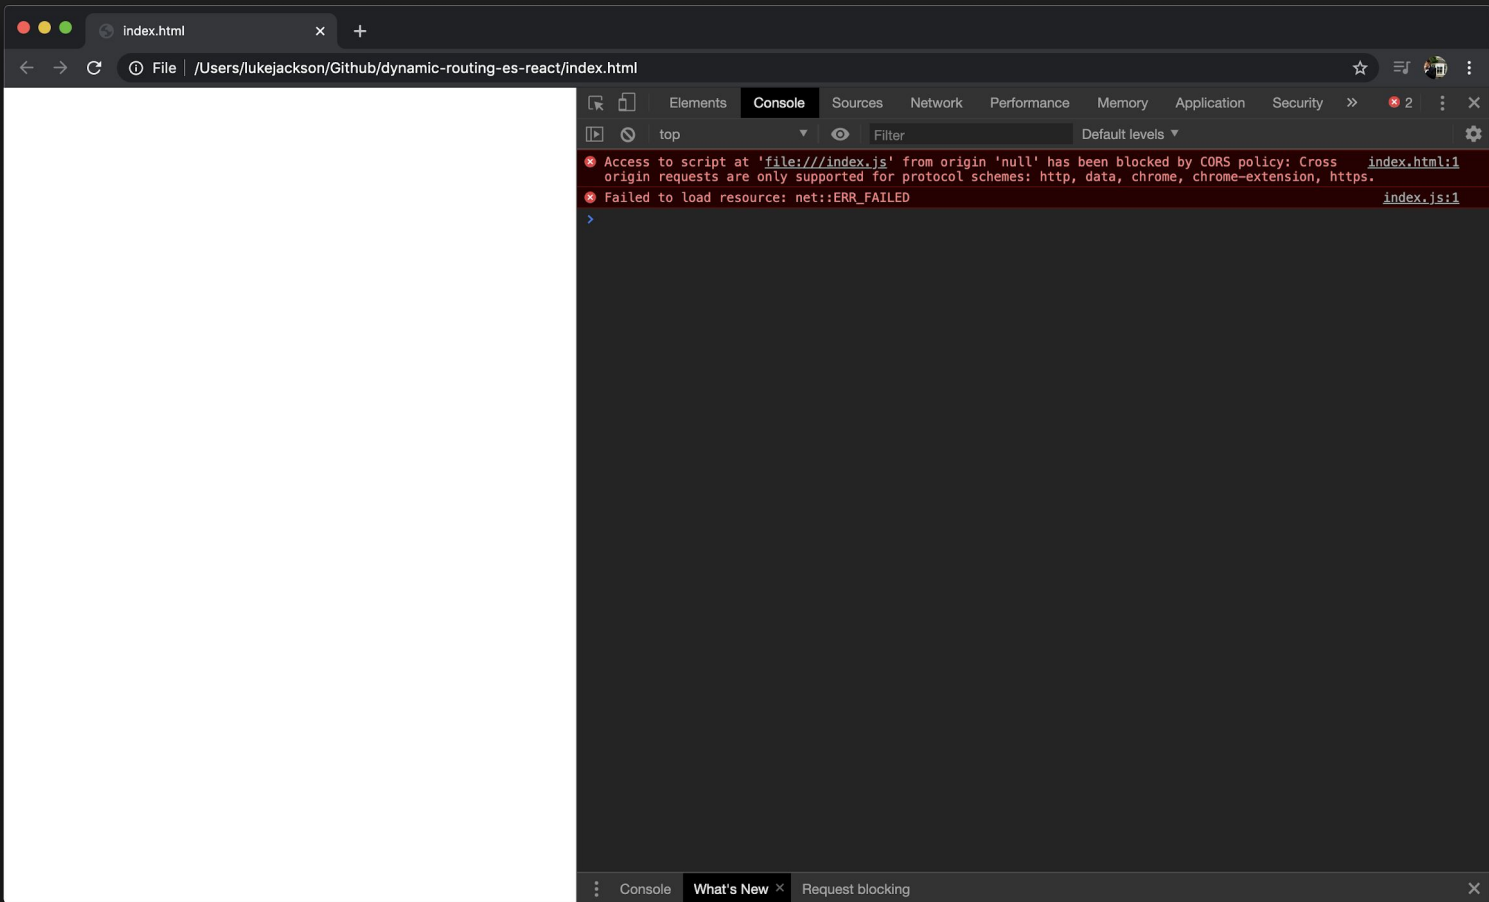 index.html
File /Users/lukejackson/Github/dynamic-routing-es-react/index.html
Elements Console Sources Network Performance Memory Application Security » 2
top Filter Default levels
Access to script at 'file:///index.js' from origin 'null' has been blocked by CORS policy: Cross index.html:1
origin requests are only supported for protocol schemes: http, data, chrome, chrome-extension, https.
Failed to load resource: net::ERR_FAILED index.js:1
Console What's New Request blocking